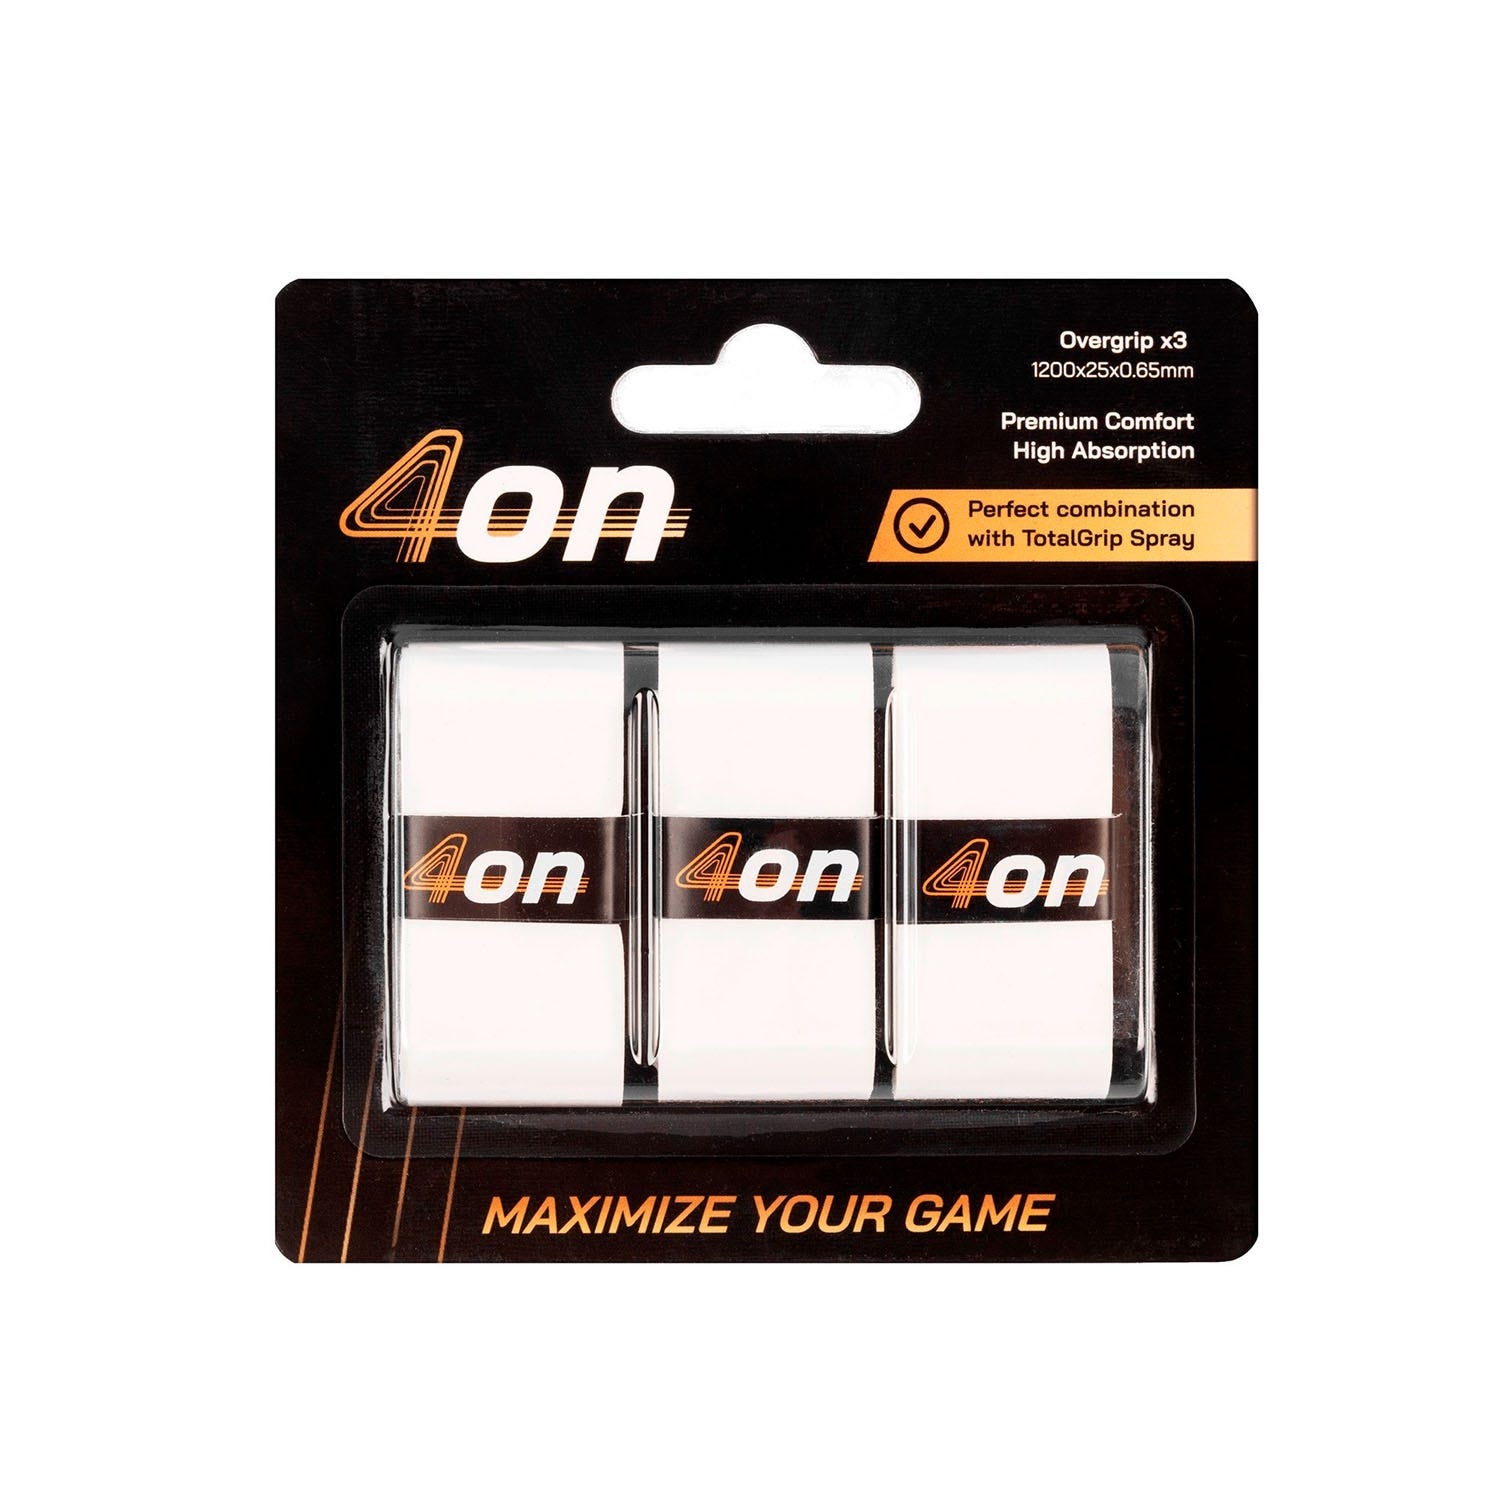 Overgrip x3
1200x25x0.65mm
Premium Comfort
High Absorption
4on
Perfect combination
with TotalGrip Spray
4on
4on
4on
MAXIMIZE YOUR GAME